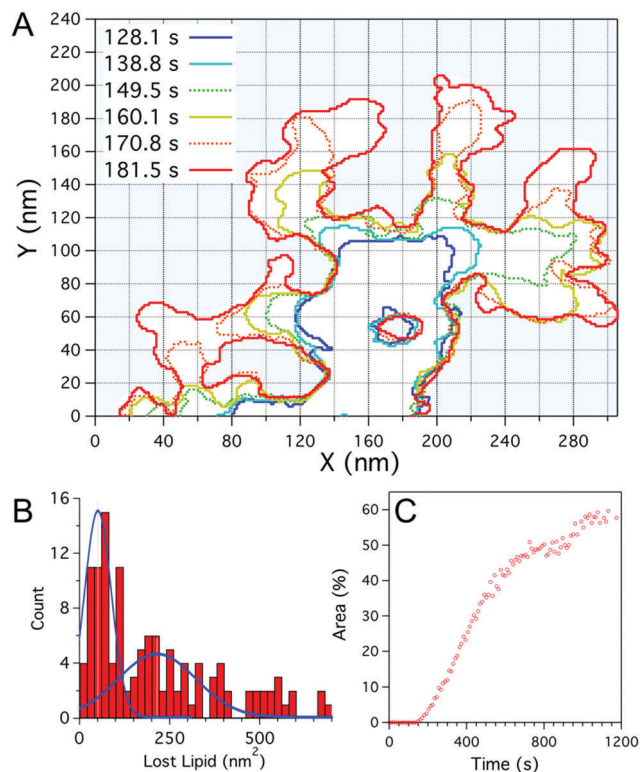 A
240
220
200
180
160
140
120
100
80
60
40
20
0
Y (nm)
128.1 s
138.8 s
149.5 s
160.1 s
170.8 s
181.5 s
0 40 80 120 160 200 240 280
X (nm)
B
16
12
8
4
0
Count
0 250 500
Lost Lipid (nm²)
C
60
50
40
30
20
10
0
Area (%)
0 400 800 1200
Time (s)